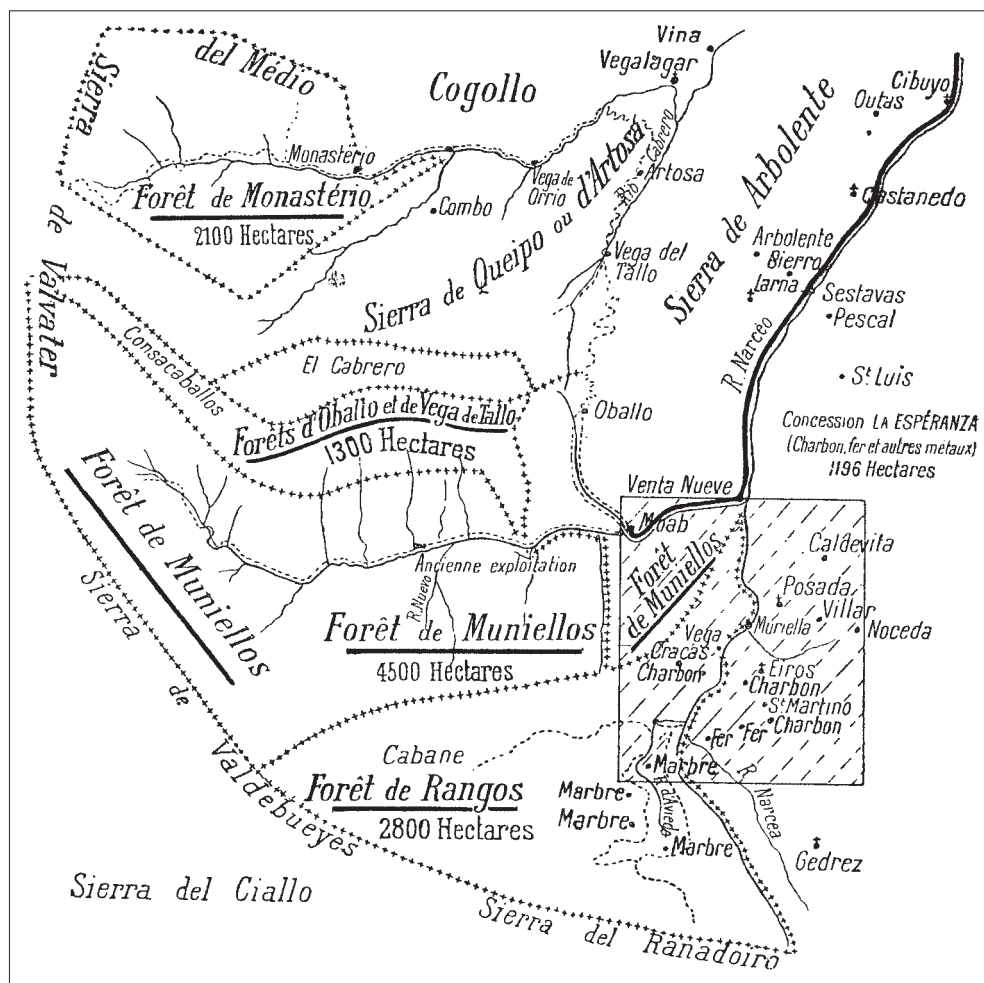 Sierra
del Médio
Cogollo
Vina
Vegalagar
Cibuyo
Outas
Monasterio
Forêt de Monastério
2100 Hectares
Vega de
Orrio
Combo
Sierra de Queipo ou d'Artosa
Rio Cabrero
Artosa
Sierra de Arbolente
Castanedo
Vega del
Tallo
Arbolente
Bierro
Iarna
Sestavas
Pescal
R. Narceo
St Luis
de Valvater
Consacaballos
El Cabrero
Forêts d'Oballo et de Vega de Tallo
1300 Hectares
Oballo
CONCESSION LA ESPÉRANZA
(Charbon, fer et autres métaux)
1196 Hectares
Venta Nueve
Moab
Forêt de Muniellos
Ancienne exploitation
R. Nuevo
Forêt de Muniellos
4500 Hectares
Forêt
de Muniellos
Caldevita
Posada
Villar
Noceda
Muriella
Vega
Cracas
Charbon
Eiros
Charbon
St Martino
Charbon
Fer
Fer
Sierra
de
Valdebueyes
Cabane
Forêt de Rangos
2800 Hectares
Marbre
Marbre
Marbre
Marbre
R. d'Aviedo
R. Narcea
Gedrez
Sierra del Ciallo
Sierra del Ranadoiro